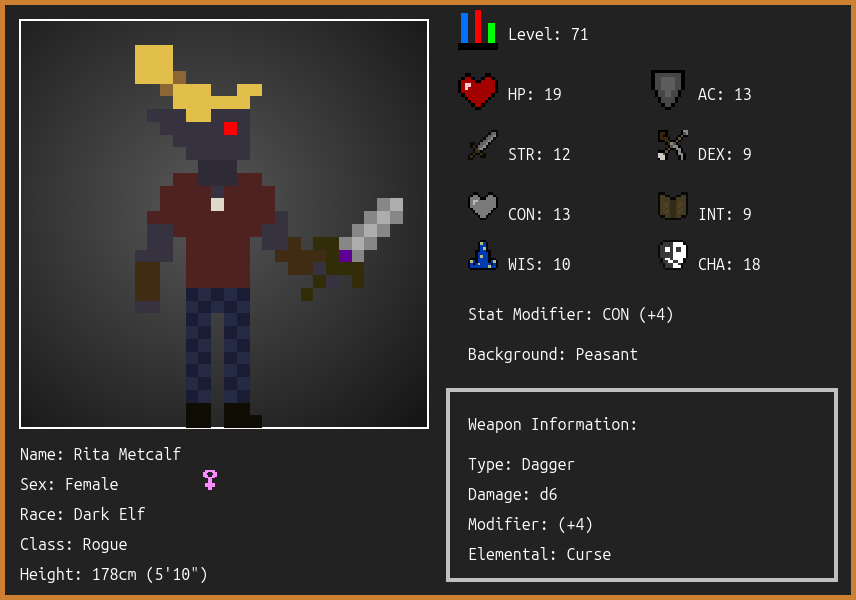 Level: 71
HP: 19
AC: 13
STR: 12
DEX: 9
CON: 13
INT: 9
WIS: 10
CHA: 18
Stat Modifier: CON (+4)
Background: Peasant
Name: Rita Metcalf
Sex: Female
Race: Dark Elf
Class: Rogue
Height: 178cm (5'10")
Weapon Information:
Type: Dagger
Damage: d6
Modifier: (+4)
Elemental: Curse